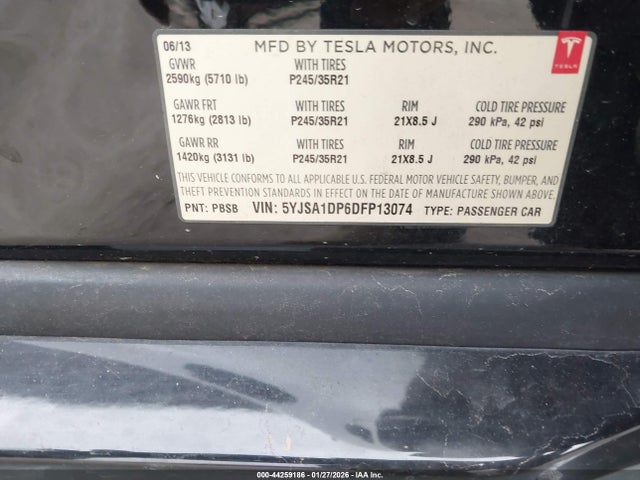 06/13 MFD BY TESLA MOTORS, INC.
GVWR WITH TIRES
2590kg (5710 lb) P245/35R21
TESLA
GAWR FRT WITH TIRES RIM COLD TIRE PRESSURE
1276kg (2813 lb) P245/35R21 21X8.5 J 290 kPa, 42 psi
GAWR RR WITH TIRES RIM COLD TIRE PRESSURE
1420kg (3131 lb) P245/35R21 21X8.5 J 290 kPa, 42 psi
THIS VEHICLE CONFORMS TO ALL APPLICABLE U.S. FEDERAL MOTOR VEHICLE SAFETY, BUMPER, AND
THEFT PREVENTION STANDARDS IN EFFECT ON THE DATE OF MANUFACTURE SHOWN ABOVE.
PNT: PBSB VIN: 5YJSA1DP6DFP13074 TYPE: PASSENGER CAR
000-44259186 - 01/27/2026 - IAA Inc.